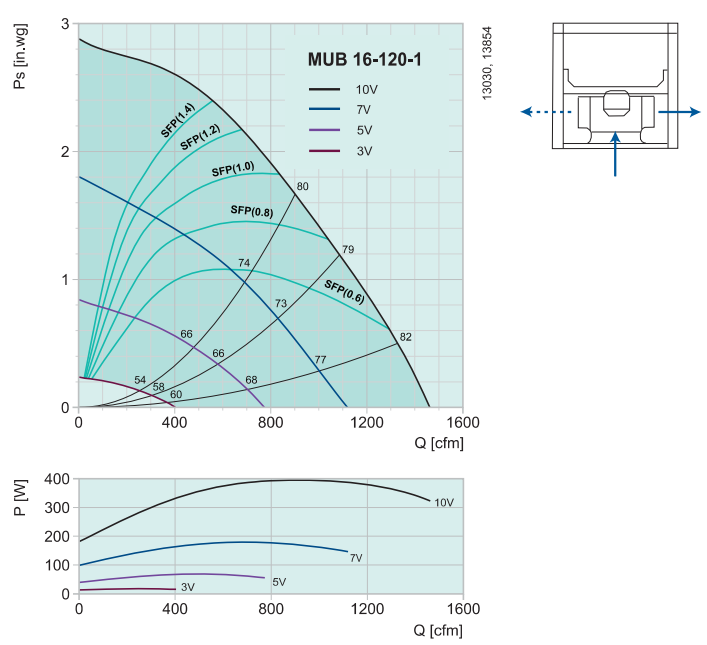 Ps [in.wg]
3
2
1
0
MUB 16-120-1
10V
7V
5V
3V
13030, 13854
SFP(1.4)
SFP(1.2)
SFP(1.0)
SFP(0.8)
SFP(0.6)
80
79
82
74
73
77
66
66
68
54
58
60
0
400
800
1200
1600
Q [cfm]
P [W]
400
300
200
100
0
10V
7V
5V
3V
0
400
800
1200
1600
Q [cfm]